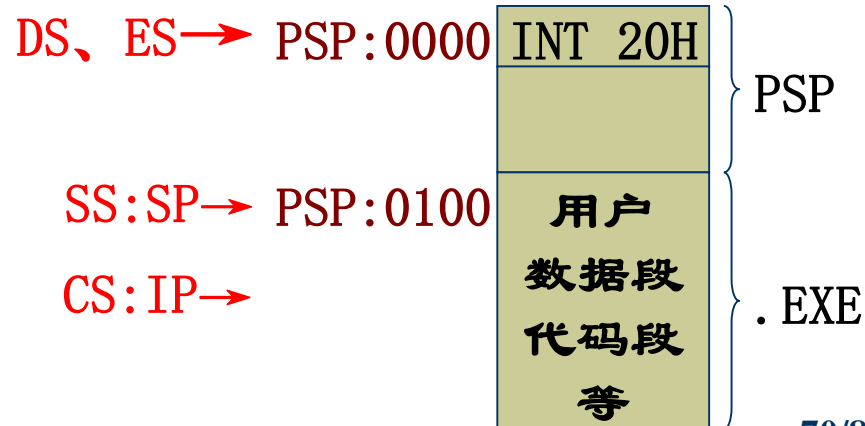 DS、ES→ PSP:0000 INT 20H
PSP
SS:SP→ PSP:0100 用户
数据段
CS:IP→
.EXE
代码段
等